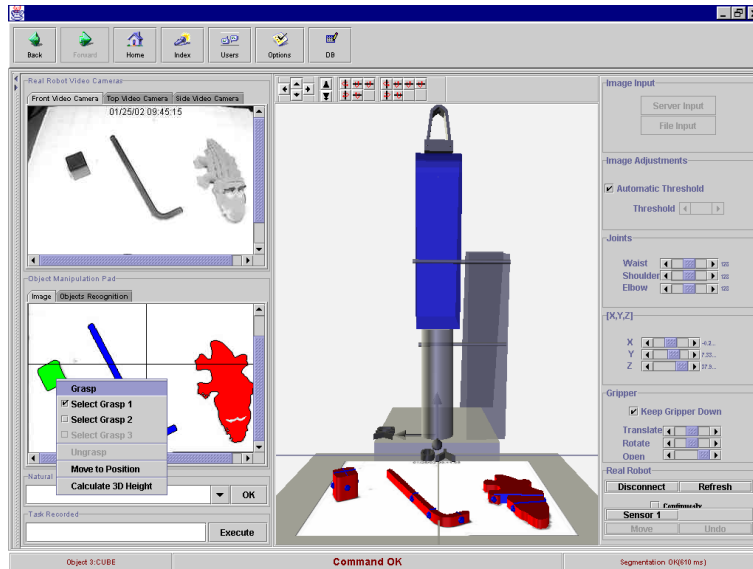 Back
Forward
Home
Index
Users
Options
DB
Real Robot Video Cameras
Front Video Camera
Top Video Camera
Side Video Camera
01/25/02 09:45:15
Object Manipulation Pad
Image
Objects Recognition
Grasp
Select Grasp 1
Select Grasp 2
Select Grasp 3
Ungrasp
Move to Position
Calculate 3D Height
Natural
OK
Task Recorded
Execute
Image Input
Server Input
File Input
Image Adjustments
Automatic Threshold
Threshold
Joints
Waist
Shoulder
Elbow
[X,Y,Z]
X
Y
Z
Gripper
Keep Gripper Down
Translate
Rotate
Open
Real Robot
Disconnect
Refresh
Continuously
Sensor 1
Move
Undo
Object 3:CUBE
Command OK
Segmentation OK(610 ms)